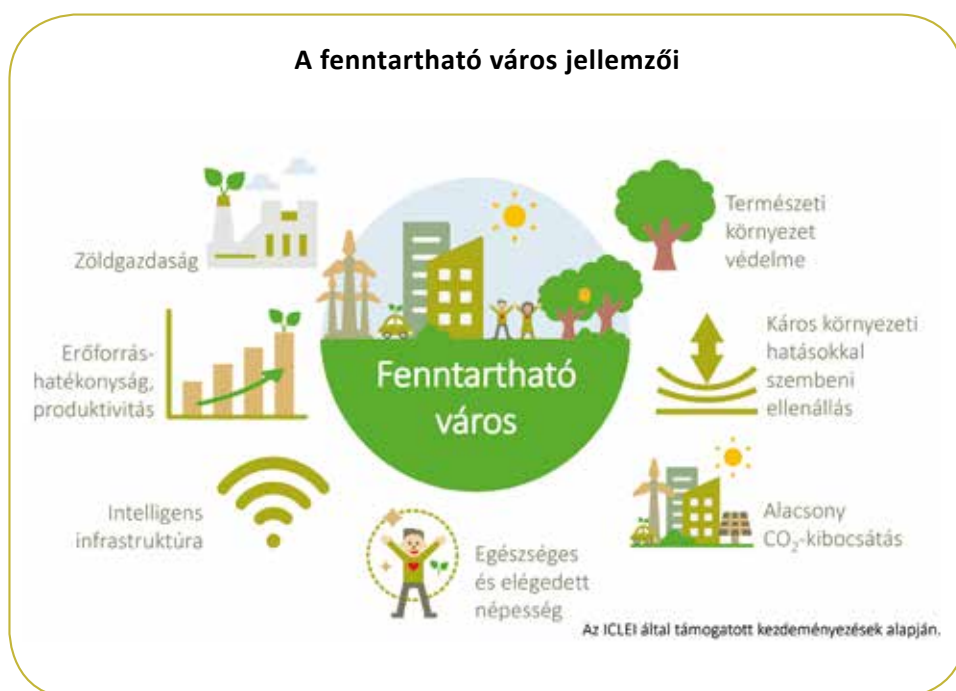 A fenntartható város jellemzői
Zöldgazdaság
Erőforrás-
hatékonyság,
produktivitás
Intelligens
infrastruktúra
Fenntartható
város
Egészséges
és elégedett
népesség
Természeti
környezet
védelme
Káros környezeti
hatásokkal
szembeni
ellenállás
Alacsony
CO₂-kibocsátás
Az ICLEI által támogatott kezdeményezések alapján.